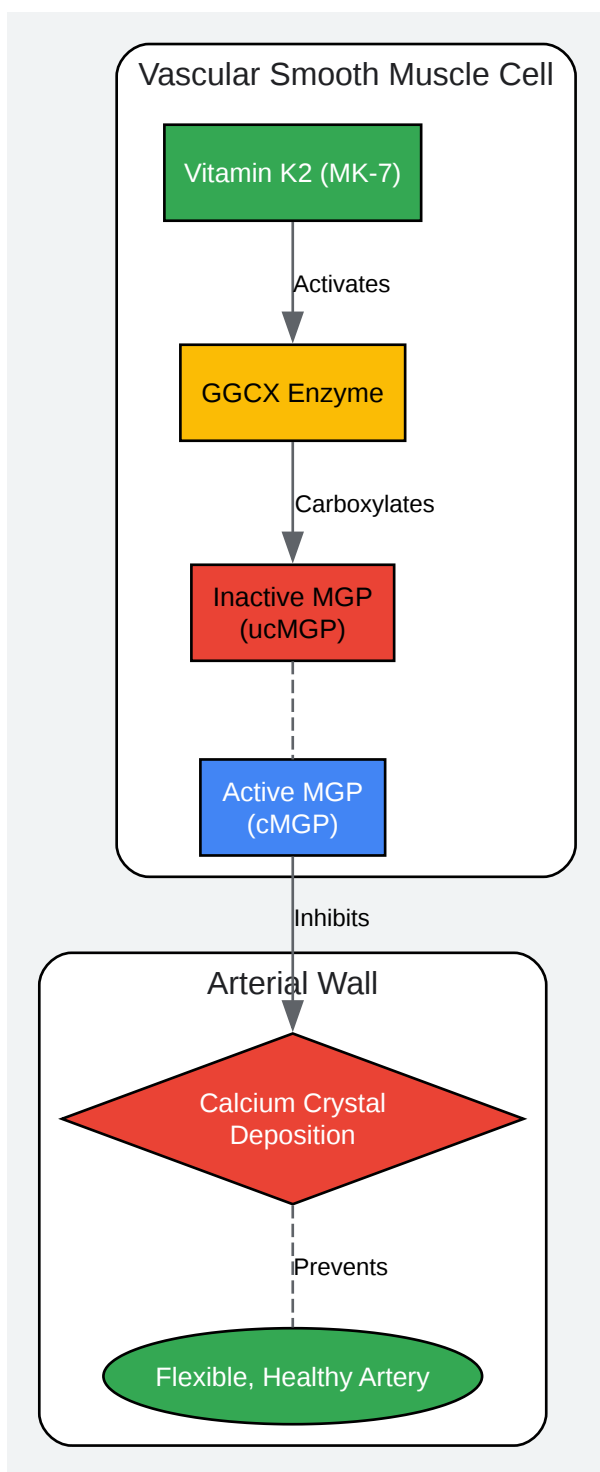 Vascular Smooth Muscle Cell
Vitamin K2 (MK-7)
Activates
GGCX Enzyme
Carboxylates
Inactive MGP
(ucMGP)
Active MGP
(cMGP)
Inhibits
Arterial Wall
Calcium Crystal
Deposition
Prevents
Flexible, Healthy Artery